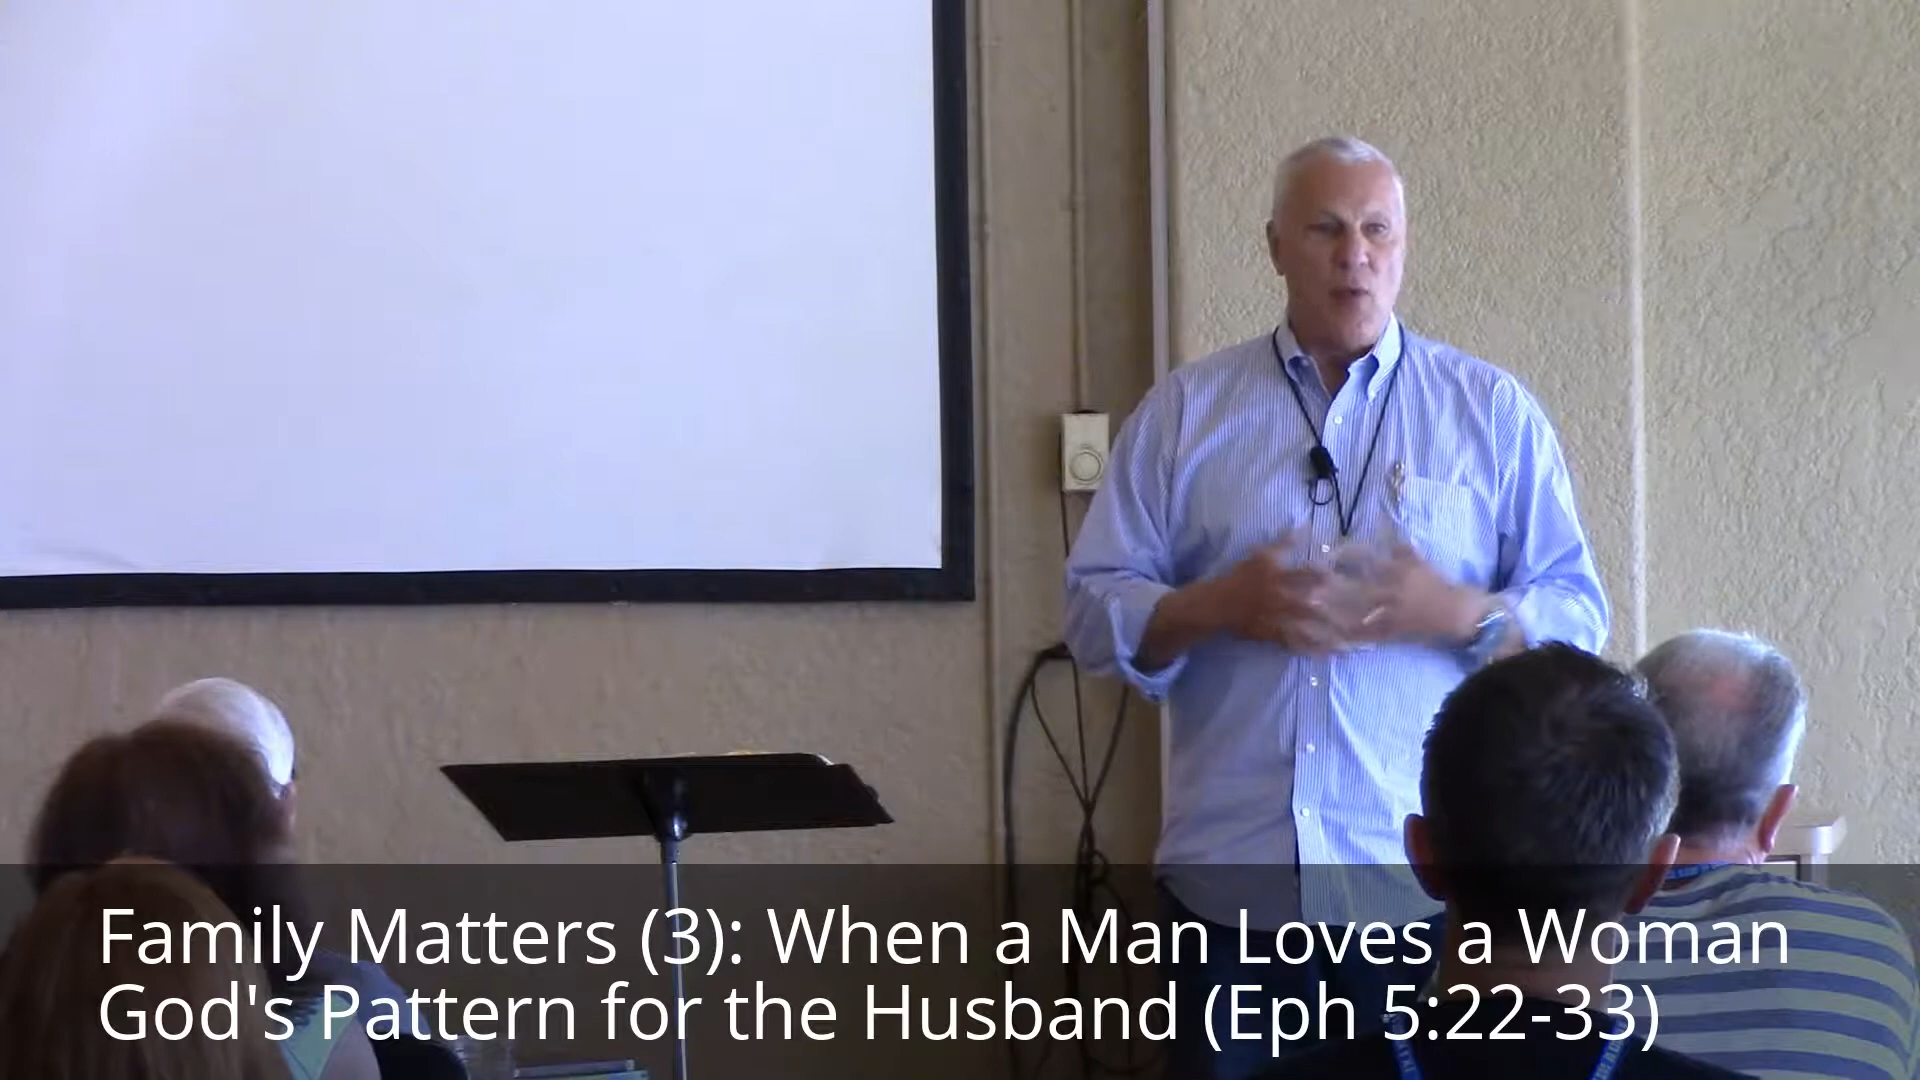 Family Matters (3): When a Man Loves a Woman
God's Pattern for the Husband (Eph 5:22-33)